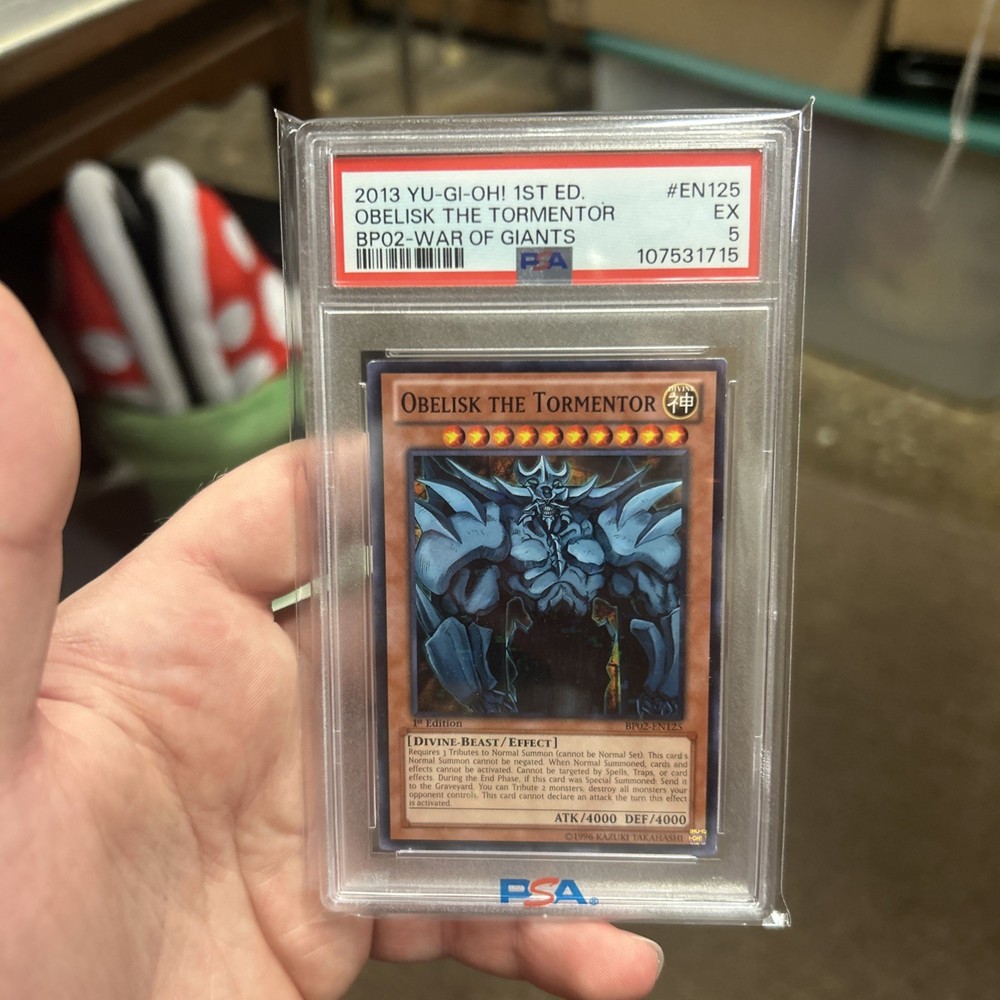 2013 YU-GI-OH! 1ST ED. #EN125
OBELISK THE TORMENTOR EX
BP02-WAR OF GIANTS 5
PSA 107531715
OBELISK THE TORMENTOR
DIVINE
神
1st Edition BP02-EN125
[DIVINE-BEAST/EFFECT]
Requires 3 Tributes to Normal Summon (cannot be Normal Set). This card's
Normal Summon cannot be negated. When Normal Summoned, cards and
effects cannot be activated. Cannot be targeted by Spells, Traps, or card
effects. During the End Phase, if this card was Special Summoned: Send it
to the Graveyard. You can Tribute 2 monsters; destroy all monsters your
opponent controls. This card cannot declare an attack the turn this effect
is activated.
ATK/4000 DEF/4000
©1996 KAZUKI TAKAHASHI
PSA®